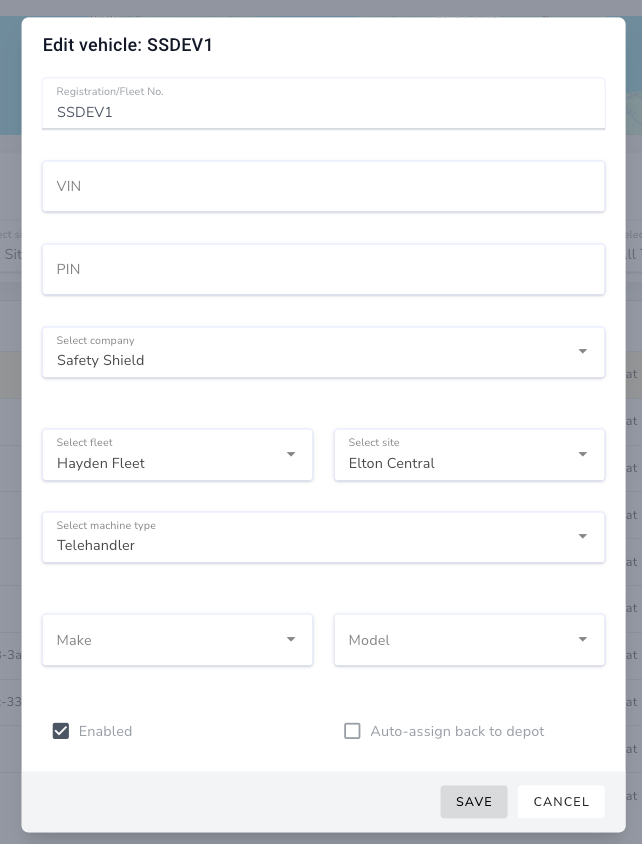 Edit vehicle: SSDEV1
Registration/Fleet No.
SSDEV1
VIN
PIN
Select company
Safety Shield
Select fleet
Hayden Fleet
Select site
Elton Central
Select machine type
Telehandler
Make
Model
Enabled
Auto-assign back to depot
SAVE
CANCEL